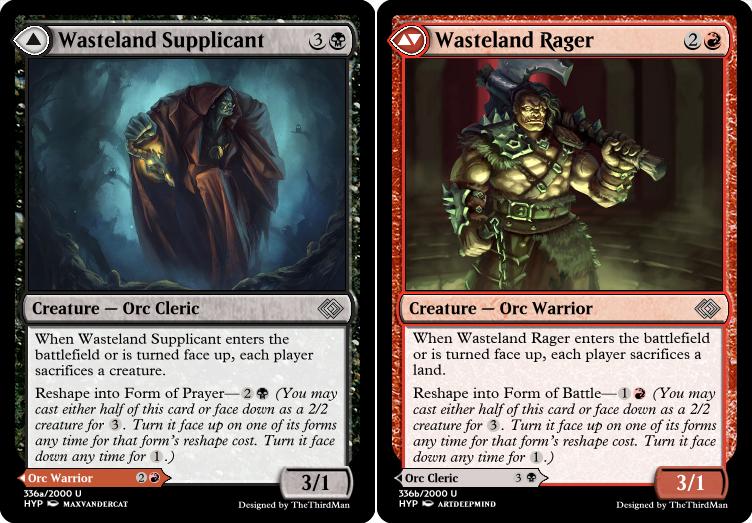 Wasteland Supplicant 3
Creature — Orc Cleric
When Wasteland Supplicant enters the
battlefield or is turned face up, each player
sacrifices a creature.
Reshape into Form of Prayer— 2 (You may
cast either half of this card or face down as a 2/2
creature for 3. Turn it face up on one of its forms
any time for that form's reshape cost. Turn it face
down any time for 1.)
Orc Warrior 2
3/1
336a/2000 U
HYP MAXVANDERCAT
Designed by TheThirdMan
Wasteland Rager 2
Creature — Orc Warrior
When Wasteland Rager enters the battlefield
or is turned face up, each player sacrifices a
land.
Reshape into Form of Battle— 1 (You may
cast either half of this card or face down as a 2/2
creature for 3. Turn it face up on one of its forms
any time for that form's reshape cost. Turn it face
down any time for 1.)
Orc Cleric 3
3/1
336b/2000 U
HYP ARTDEEPMIND
Designed by TheThirdMan